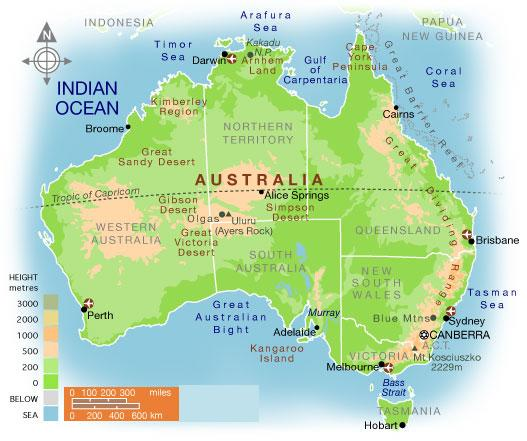 INDONESIA
Arafura
Sea
PAPUA
NEW GUINEA
N
Timor
Sea
Kakadu
N.P.
Darwin
Arnhem
Land
Gulf
of
Carpentaria
Cape
York
Peninsula
Coral
Sea
Great Barrier Reef
INDIAN
OCEAN
Kimberley
Region
Broome
Cairns
NORTHERN
TERRITORY
Great
Sandy Desert
Great Dividing Range
AUSTRALIA
Tropic of Capricorn
Alice Springs
Gibson
Desert
Simpson
Desert
Olgas
Uluru
(Ayers Rock)
WESTERN
AUSTRALIA
Great
Victoria
Desert
QUEENSLAND
Brisbane
SOUTH
AUSTRALIA
NEW
SOUTH
WALES
HEIGHT
metres
3000
2000
1000
500
200
0
BELOW
SEA
Perth
Great
Australian
Bight
Murray
Adelaide
Kangaroo
Island
Blue Mtns
Sydney
Tasman
Sea
CANBERRA
A.C.T.
VICTORIA
Mt Kosciuszko
2229m
Melbourne
Bass
Strait
TASMANIA
Hobart
0 100 200 300 miles
0 200 400 600 km